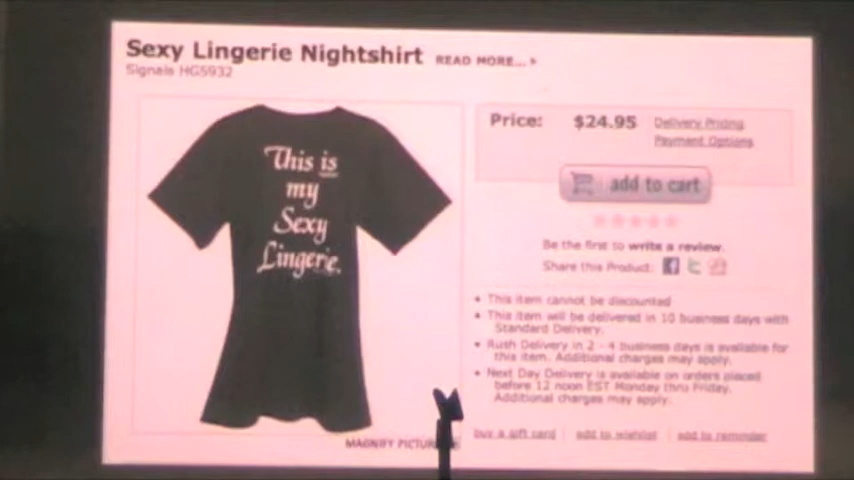 Sexy Lingerie Nightshirt READ MORE...
Signals HG5932
This is
my
Sexy
Lingerie.
MAGNIFY PICTURE
Price: $24.95 Delivery Pricing
Payment Options
add to cart
Be the first to write a review.
Share this Product:
• This item cannot be discounted
• This item will be delivered in 10 business days with
Standard Delivery.
• Rush Delivery in 2 - 4 business days is available for
this item. Additional charges may apply.
• Next Day Delivery is available on orders placed
before 12 noon EST Monday thru Friday.
Additional charges may apply.
buy a gift card | add to wishlist | add to reminder